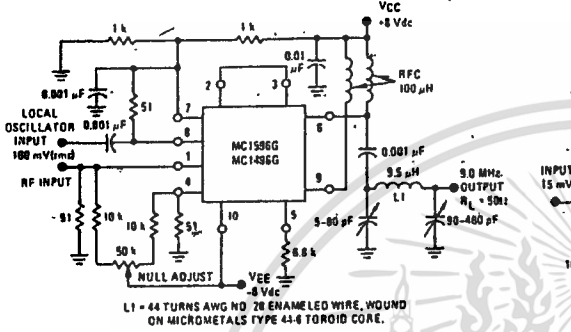 1 k
1 k
VCC
+8 Vdc
0.01
µF
RFC
100 µH
0.001 µF
51
2
3
LOCAL
OSCILLATOR
INPUT
100 mV(rms)
0.001 µF
7
8
1
4
MC1596G
MC1496G
6
9
0.001 µF
RF INPUT
9.5 µH
L1
9.0 MHz
OUTPUT
RL = 50Ω
INPUT
15 mV
51
10 k
10 k
51
10
5
5-80 pF
90-480 pF
50 k
6.8 k
NULL ADJUST
VEE
-8 Vdc
L1 = 44 TURNS AWG NO. 28 ENAMELED WIRE, WOUND
ON MICROMETALS TYPE 44-6 TOROID CORE.